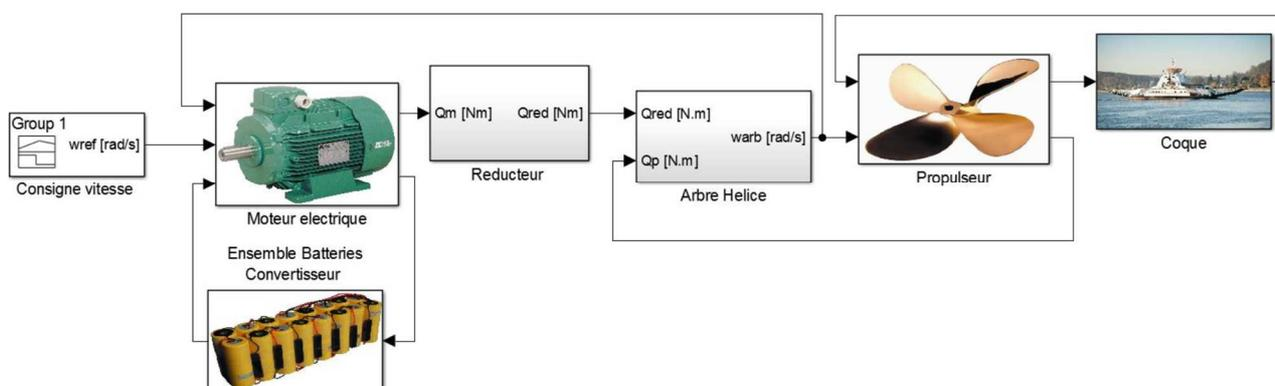 Group 1
wref [rad/s]
Consigne vitesse
Moteur electrique
Ensemble Batteries
Convertisseur
Qm [Nm]
Qred [Nm]
Reducteur
Qred [N.m]
warb [rad/s]
Qp [N.m]
Arbre Helice
Propulseur
Coque